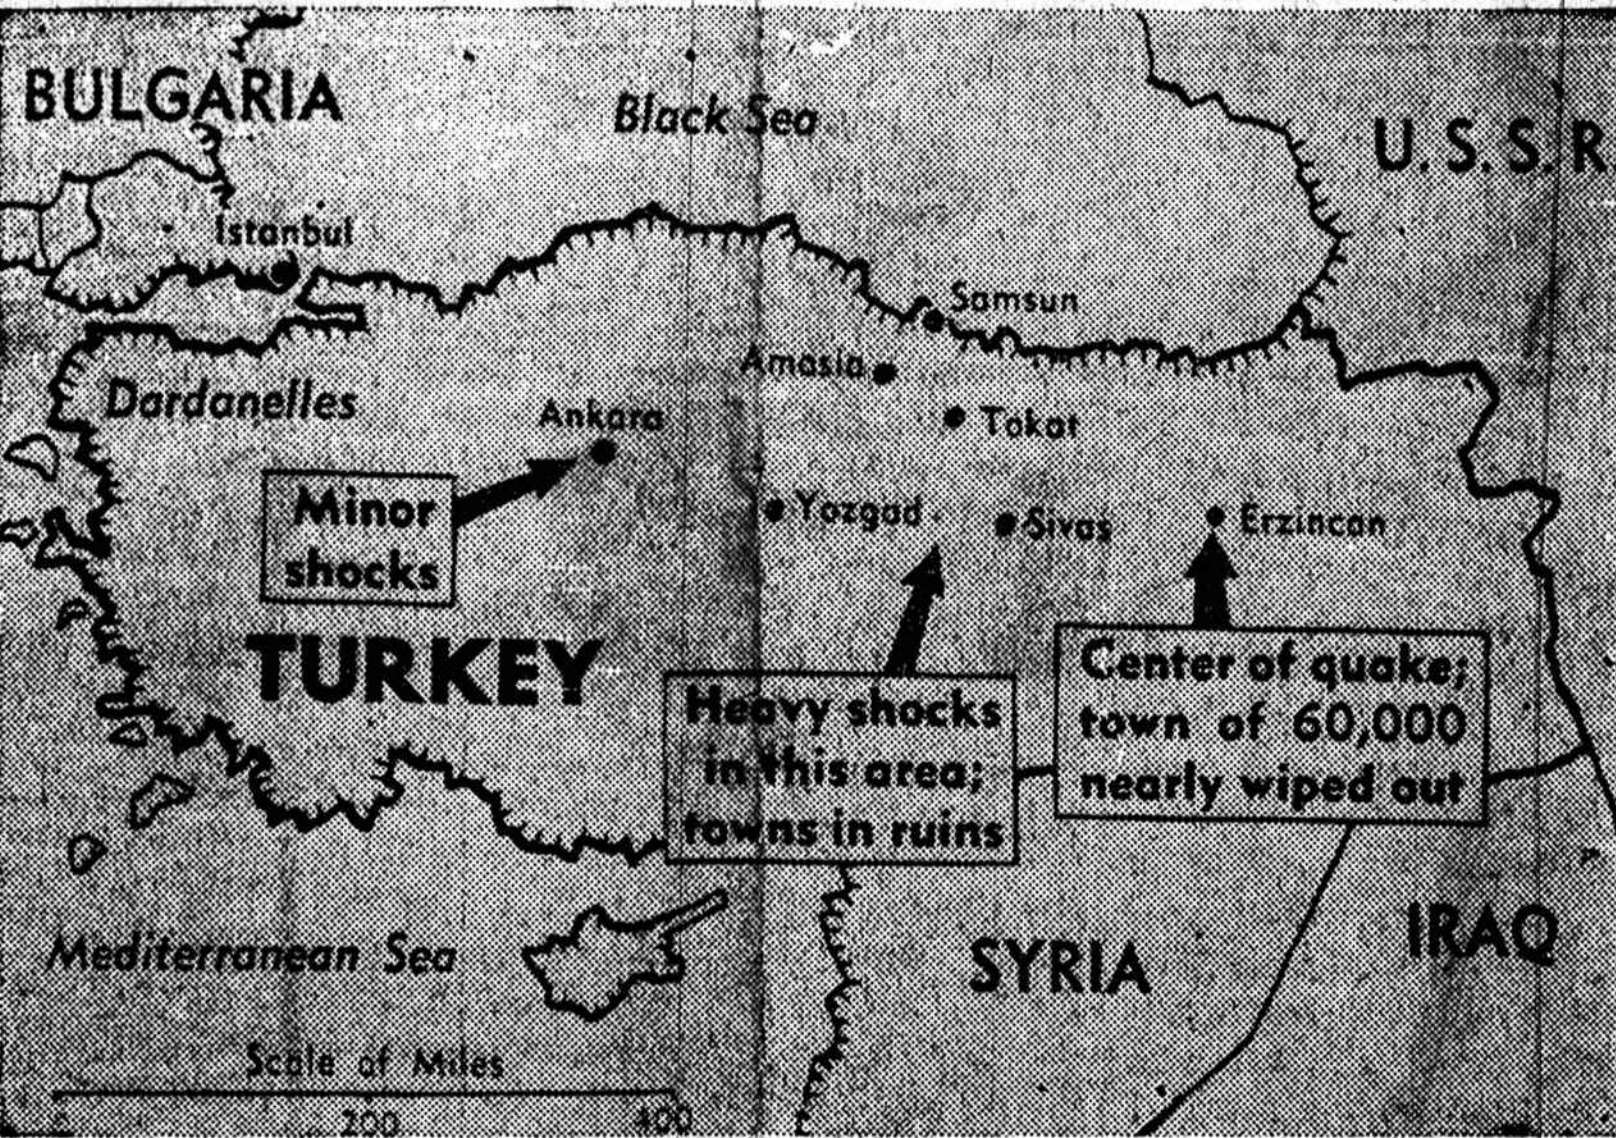 BULGARIA
Black Sea
U.S.S.R.
Istanbul
Samsun
Amasia
Dardanelles
Ankara
Tokat
Minor
shocks
Yozgad
Sivas
Erzincan
TURKEY
Heavy shocks
in this area;
towns in ruins
Center of quake;
town of 60,000
nearly wiped out
Mediterranean Sea
SYRIA
IRAQ
Scale of Miles
0 200 400